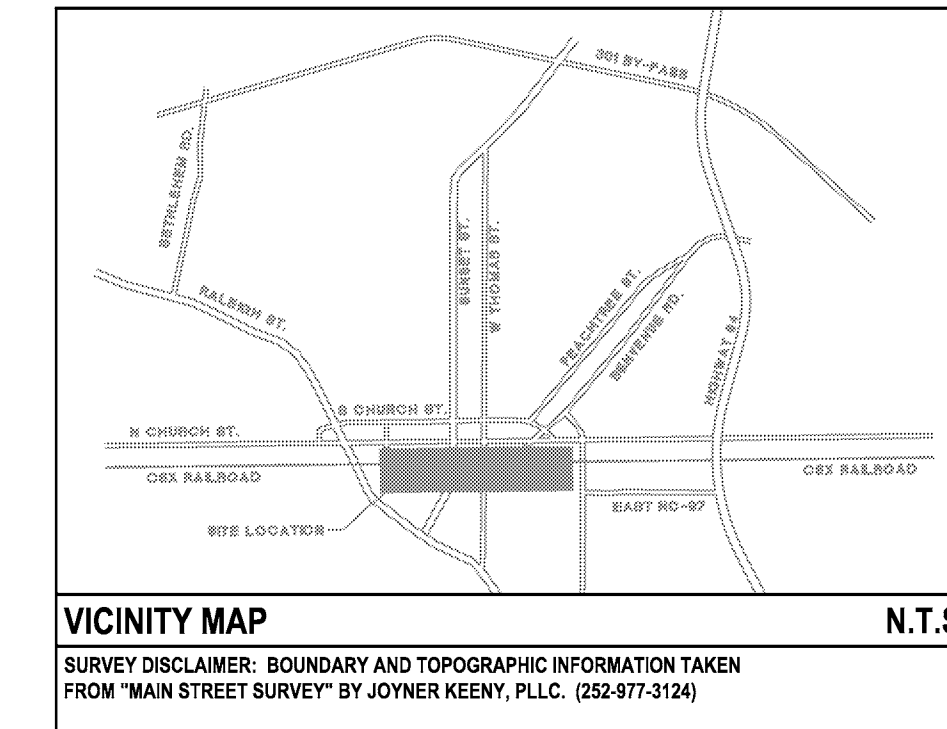 301 BY-PASS
BETHLEHEM RD.
SUNSET ST.
W THOMAS ST.
RALEIGH ST.
PEACHTREE ST.
BENVENUE RD.
HIGHWAY 64
S CHURCH ST.
N CHURCH ST.
CSX RAILROAD
CSX RAILROAD
EAST NC-97
SITE LOCATION
VICINITY MAP
N.T.S
SURVEY DISCLAIMER: BOUNDARY AND TOPOGRAPHIC INFORMATION TAKEN
FROM "MAIN STREET SURVEY" BY JOYNER KEENY, PLLC. (252-977-3124)